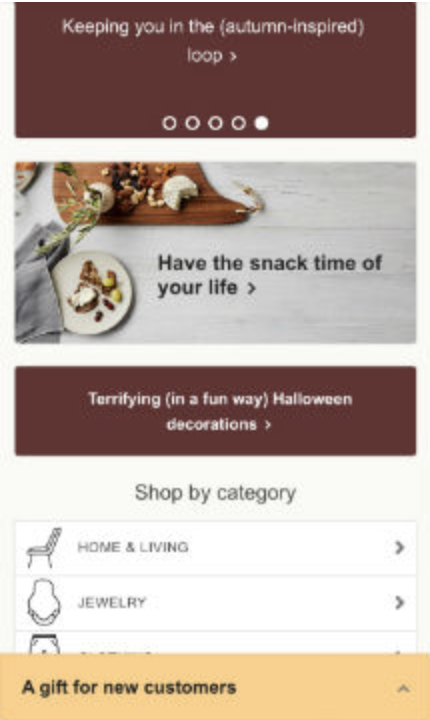 Keeping you in the (autumn-inspired)
loop ›
Have the snack time of
your life ›
Terrifying (in a fun way) Halloween
decorations ›
Shop by category
HOME & LIVING
JEWELRY
A gift for new customers